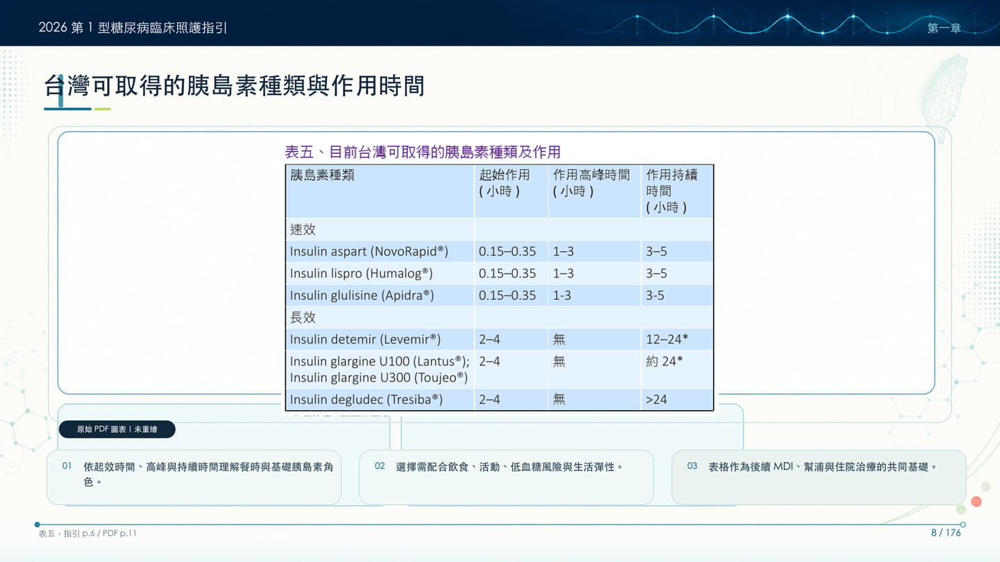 2026 第 1 型糖尿病臨床照護指引
第一章
台灣可取得的胰島素種類與作用時間
表五、目前台灣可取得的胰島素種類及作用
胰島素種類 起始作用 ( 小時 ) 作用高峰時間 ( 小時 ) 作用持續時間 ( 小時 )
速效
Insulin aspart (NovoRapid®) 0.15–0.35 1–3 3–5
Insulin lispro (Humalog®) 0.15–0.35 1–3 3–5
Insulin glulisine (Apidra®) 0.15–0.35 1-3 3-5
長效
Insulin detemir (Levemir®) 2–4 無 12–24*
Insulin glargine U100 (Lantus®); 2–4 無 約 24*
Insulin glargine U300 (Toujeo®)
Insulin degludec (Tresiba®) 2–4 無 >24
原始 PDF 圖表｜未重繪
01 依起效時間、高峰與持續時間理解餐時與基礎胰島素角
色。
02 選擇需配合飲食、活動、低血糖風險與生活彈性。
03 表格作為後續 MDI、幫浦與住院治療的共同基礎。
表五・指引 p.6 / PDF p.11
8 / 176